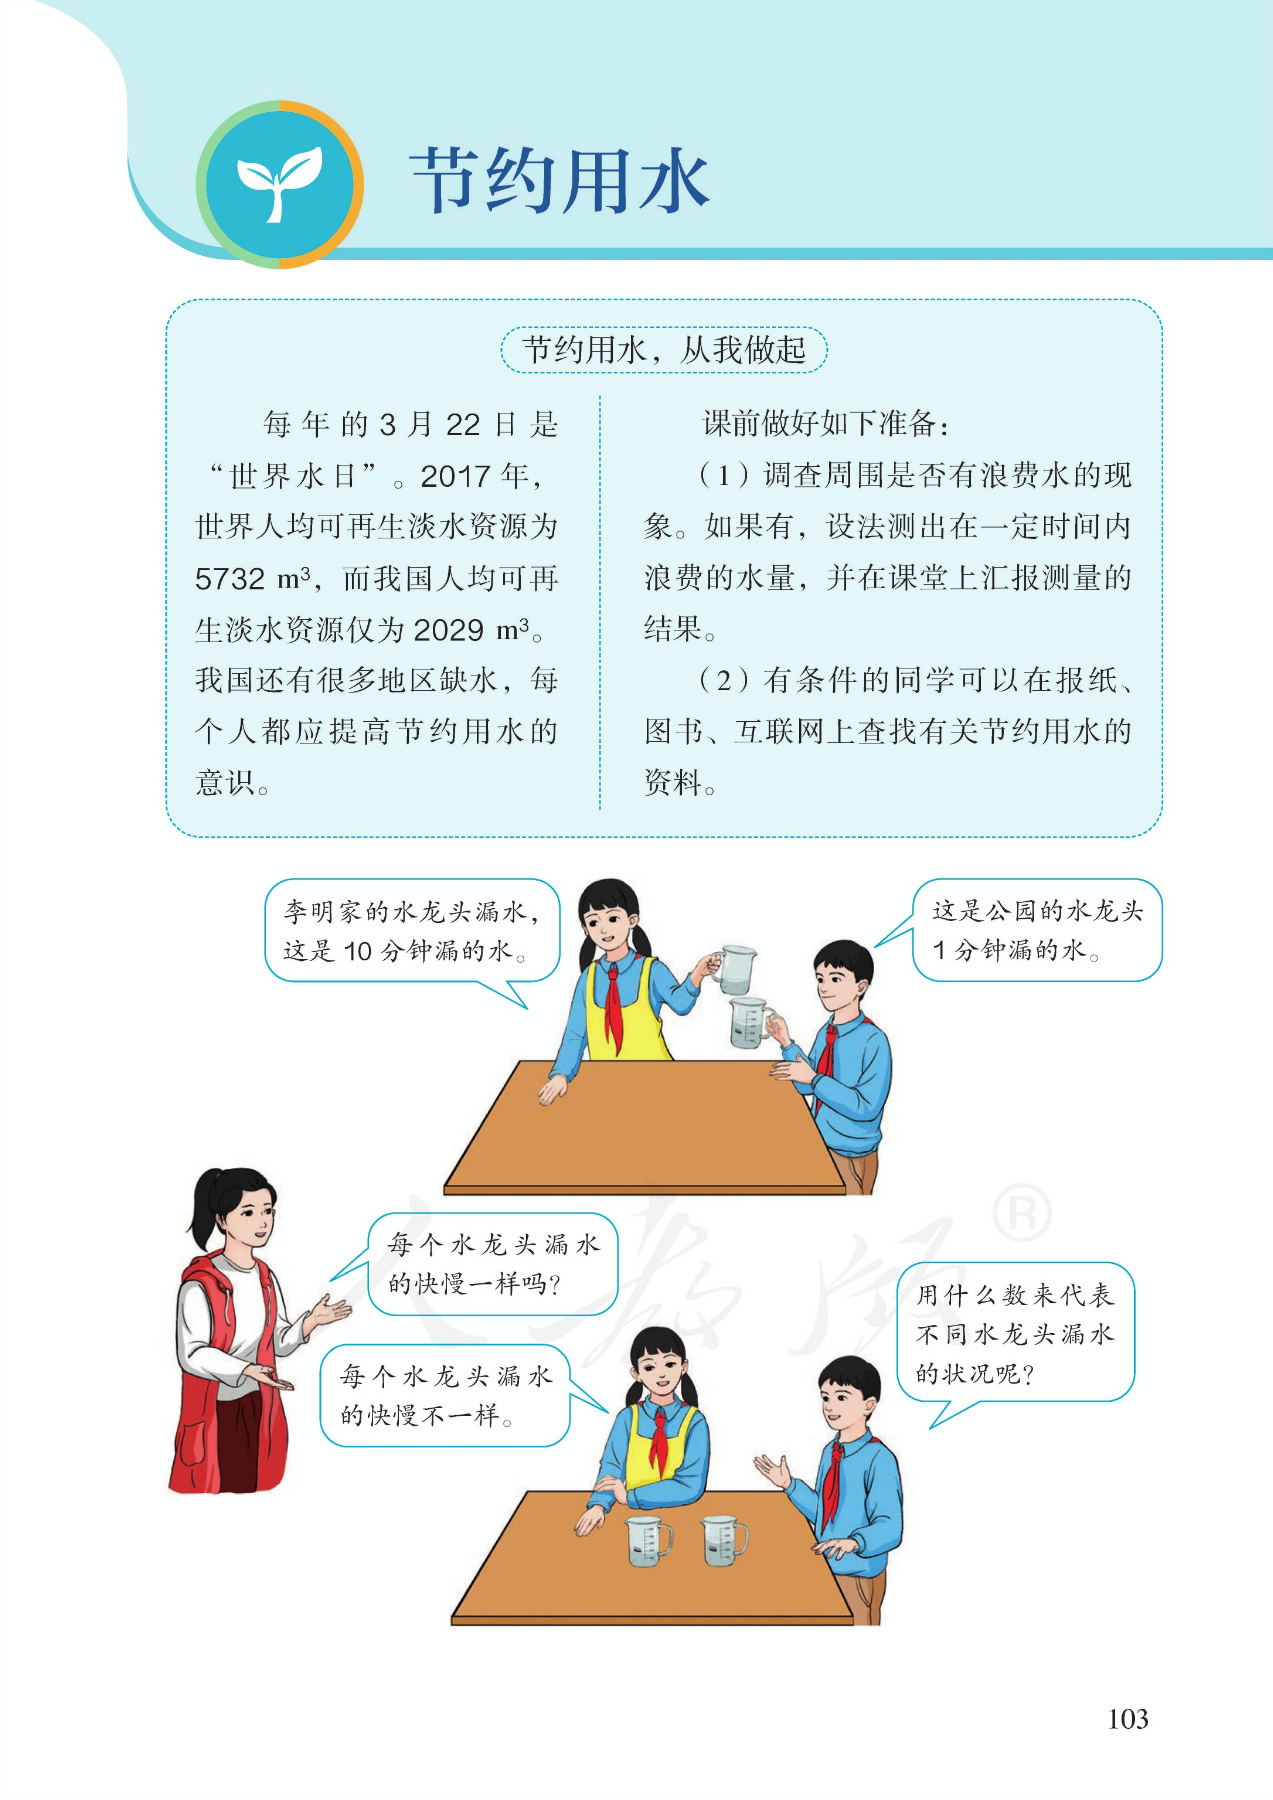 节约用水
节约用水，从我做起
每年的3月22日是
“世界水日”。2017年，
世界人均可再生淡水资源为
5732 m³，而我国人均可再
生淡水资源仅为2029 m³。
我国还有很多地区缺水，每
个人都应提高节约用水的
意识。
课前做好如下准备：
（1）调查周围是否有浪费水的现
象。如果有，设法测出在一定时间内
浪费的水量，并在课堂上汇报测量的
结果。
（2）有条件的同学可以在报纸、
图书、互联网上查找有关节约用水的
资料。
李明家的水龙头漏水，
这是10分钟漏的水。
这是公园的水龙头
1分钟漏的水。
每个水龙头漏水
的快慢一样吗？
用什么数来代表
不同水龙头漏水
的状况呢？
每个水龙头漏水
的快慢不一样。
人教版®
103